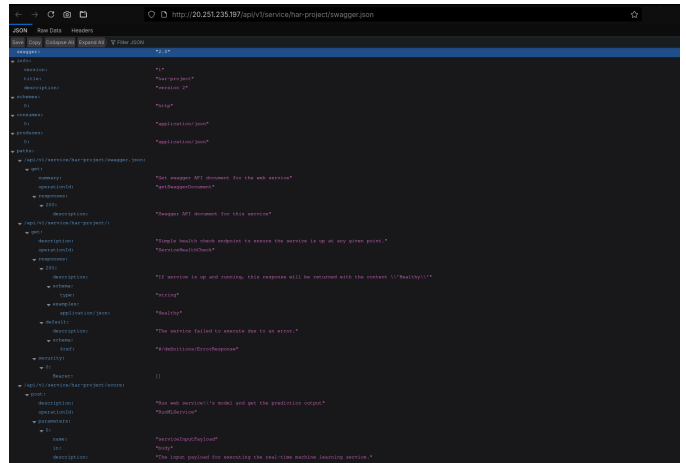 http://20.251.235.197/api/v1/service/har-project/swagger.json
JSON Raw Data Headers
Save Copy Collapse All Expand All Filter JSON
swagger: "2.0"
info:
version: "1"
title: "har-project"
description: "version 2"
schemes:
0: "http"
consumes:
0: "application/json"
produces:
0: "application/json"
paths:
/api/v1/service/har-project/swagger.json:
get:
summary: "Get swagger API document for the web service"
operationId: "getSwaggerDocument"
responses:
200:
description: "Swagger API document for this service"
/api/v1/service/har-project/:
get:
description: "Simple health check endpoint to ensure the service is up at any given point."
operationId: "ServiceHealthCheck"
responses:
200:
description: "If service is up and running, this response will be returned with the content \\'Healthy\\'"
schema:
type: "string"
examples:
application/json: "Healthy"
default:
description: "The service failed to execute due to an error."
schema:
$ref: "#/definitions/ErrorResponse"
security:
0:
Bearer: []
/api/v1/service/har-project/score:
post:
description: "Run web service\\'s model and get the prediction output"
operationId: "RunMLService"
parameters:
0:
name: "serviceInputPayload"
in: "body"
description: "The input payload for executing the real-time machine learning service."